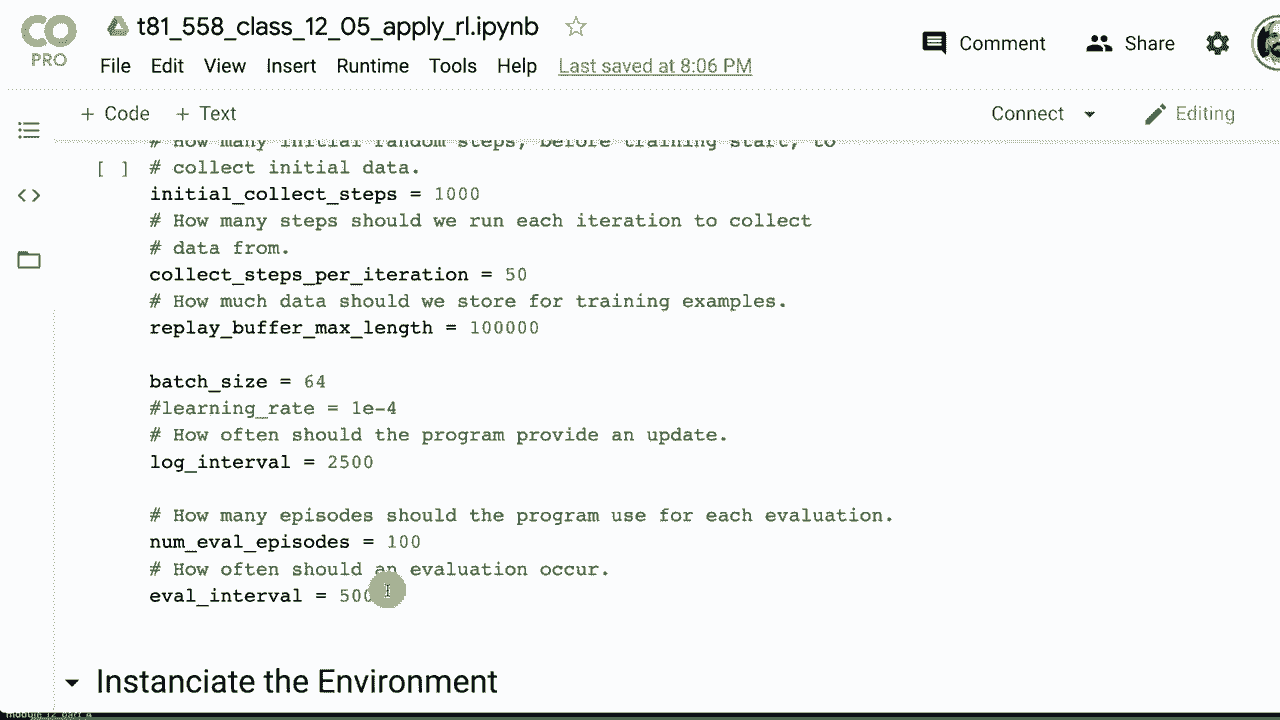 CO
PRO
t81_558_class_12_05_apply_rl.ipynb
File Edit View Insert Runtime Tools Help Last saved at 8:06 PM
Comment Share
+ Code + Text
Connect Editing
# How many initial random steps, before training start, to
[ ] # collect initial data.
initial_collect_steps = 1000
# How many steps should we run each iteration to collect
# data from.
collect_steps_per_iteration = 50
# How much data should we store for training examples.
replay_buffer_max_length = 100000
batch_size = 64
#learning_rate = 1e-4
# How often should the program provide an update.
log_interval = 2500
# How many episodes should the program use for each evaluation.
num_eval_episodes = 100
# How often should an evaluation occur.
eval_interval =
Instanciate the Environment